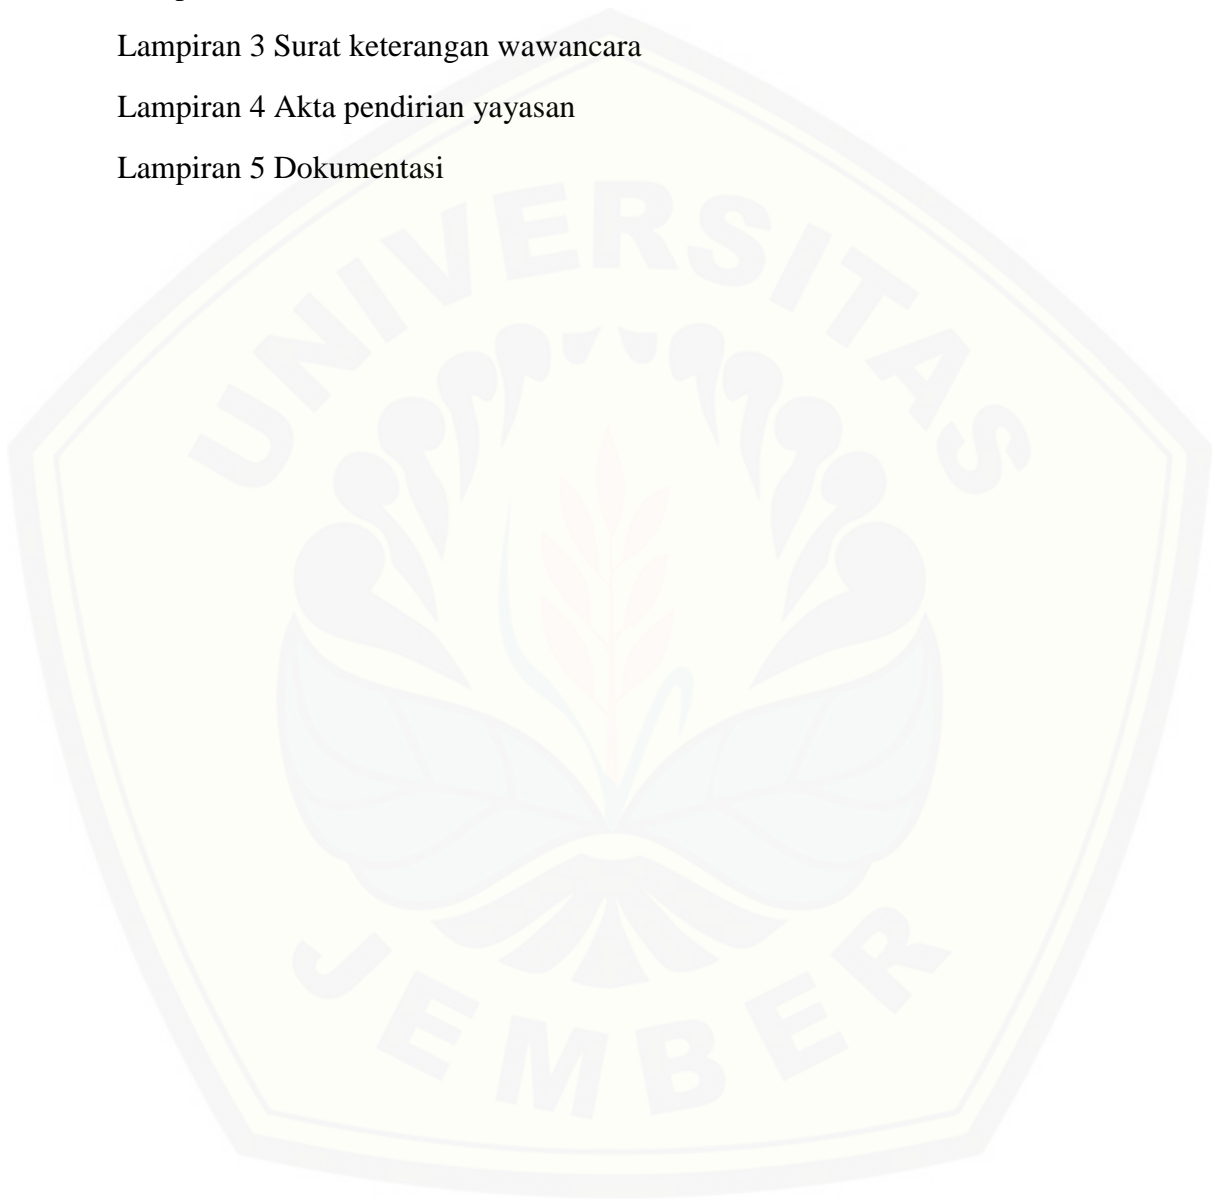 Lampiran 3 Surat keterangan wawancara
Lampiran 4 Akta pendirian yayasan
Lampiran 5 Dokumentasi
UNIVERSITAS
JEMBER